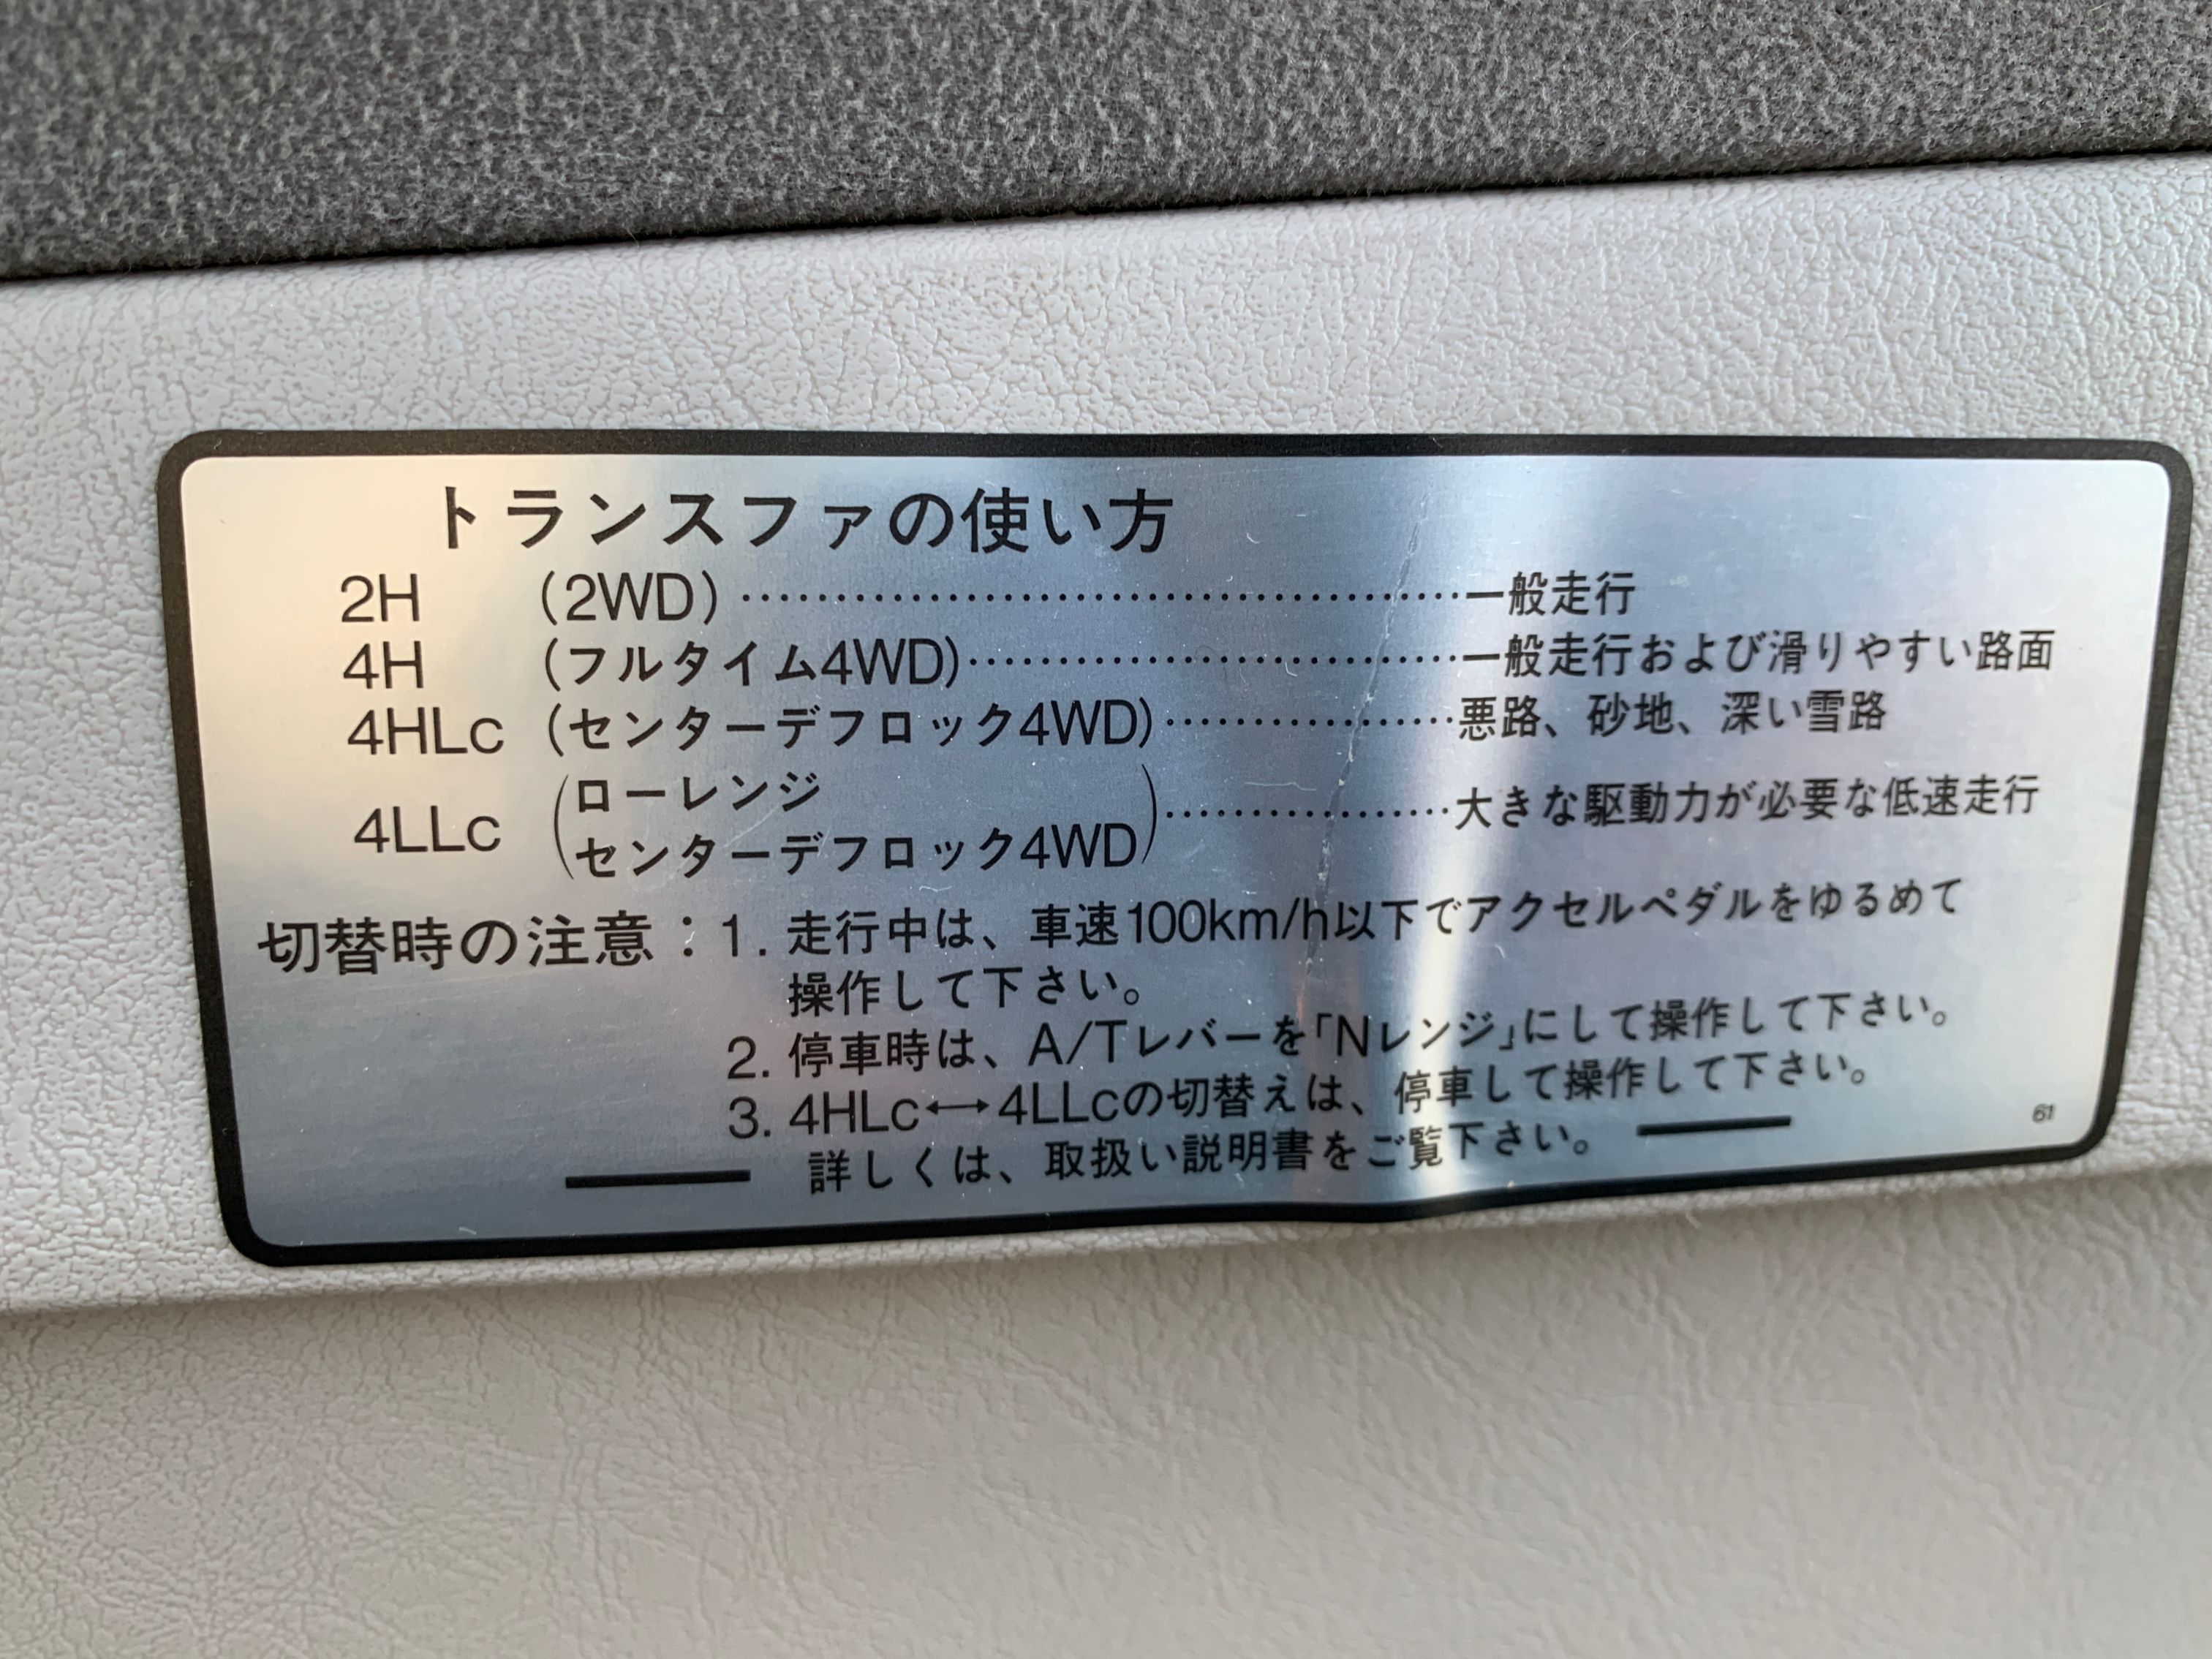 トランスファの使い方
2H (2WD)……………………………………一般走行
4H (フルタイム4WD)…………………………一般走行および滑りやすい路面
4HLc (センターデフロック4WD)………………悪路、砂地、深い雪路
4LLc (ローレンジ
センターデフロック4WD)………………大きな駆動力が必要な低速走行
切替時の注意：1. 走行中は、車速100km/h以下でアクセルペダルをゆるめて
操作して下さい。
2. 停車時は、A/Tレバーを「Nレンジ」にして操作して下さい。
3. 4HLc↔4LLcの切替えは、停車して操作して下さい。
詳しくは、取扱い説明書をご覧下さい。
61